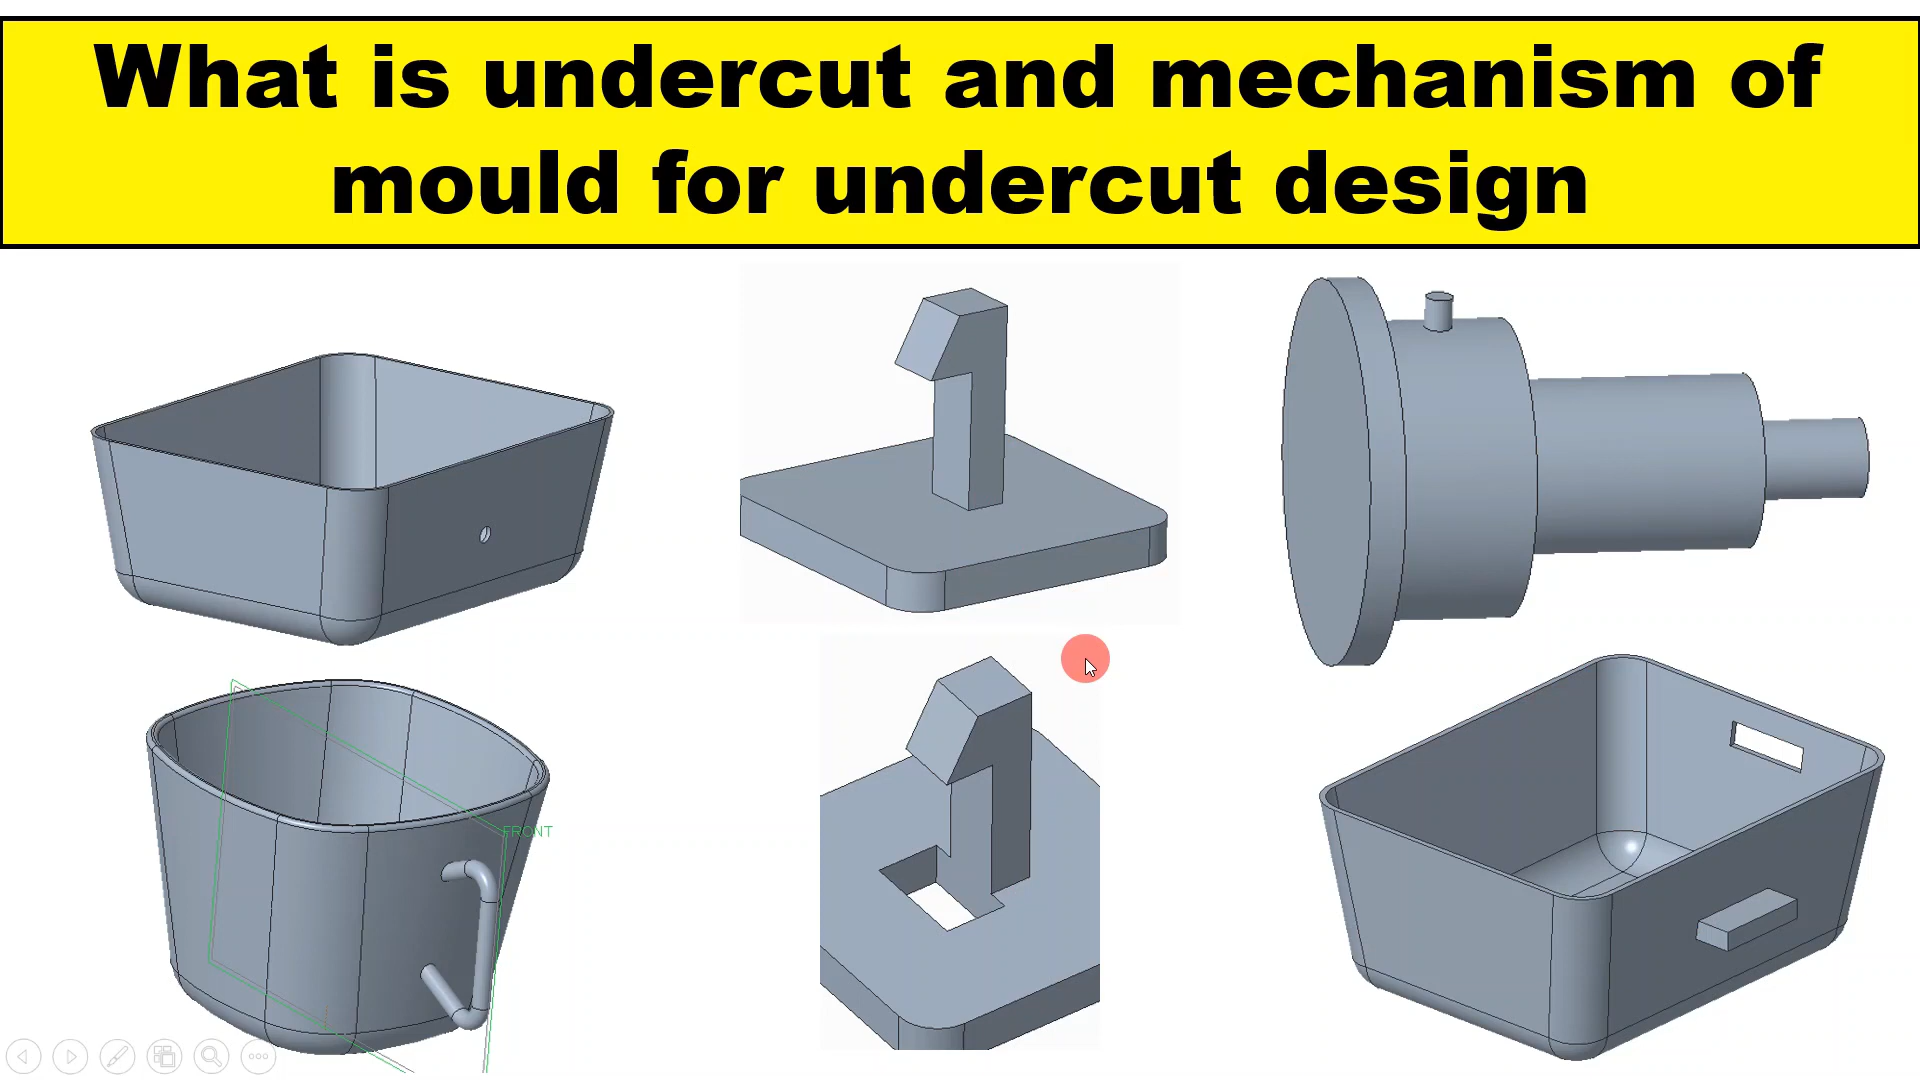 What is undercut and mechanism of
mould for undercut design
FRONT